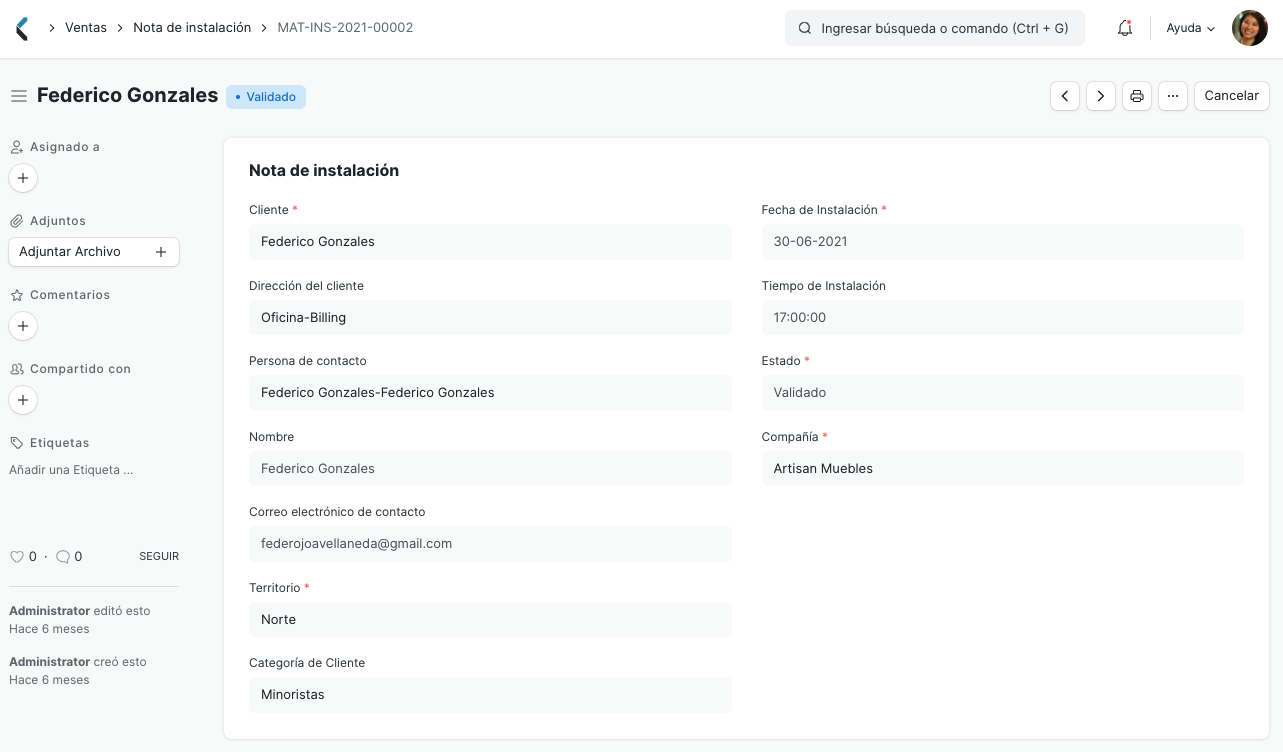 Ventas Nota de instalación MAT-INS-2021-00002
Ingresar búsqueda o comando (Ctrl + G)
Ayuda
Federico Gonzales
• Validado
Cancelar
Asignado a
Adjuntos
Adjuntar Archivo
Comentarios
Compartido con
Etiquetas
Añadir una Etiqueta ...
0 · 0 SEGUIR
Administrator editó esto
Hace 6 meses
Administrator creó esto
Hace 6 meses
Nota de instalación
Cliente *
Federico Gonzales
Dirección del cliente
Oficina-Billing
Persona de contacto
Federico Gonzales-Federico Gonzales
Nombre
Federico Gonzales
Correo electrónico de contacto
federojoavellaneda@gmail.com
Territorio *
Norte
Categoría de Cliente
Minoristas
Fecha de Instalación *
30-06-2021
Tiempo de Instalación
17:00:00
Estado *
Validado
Compañía *
Artisan Muebles